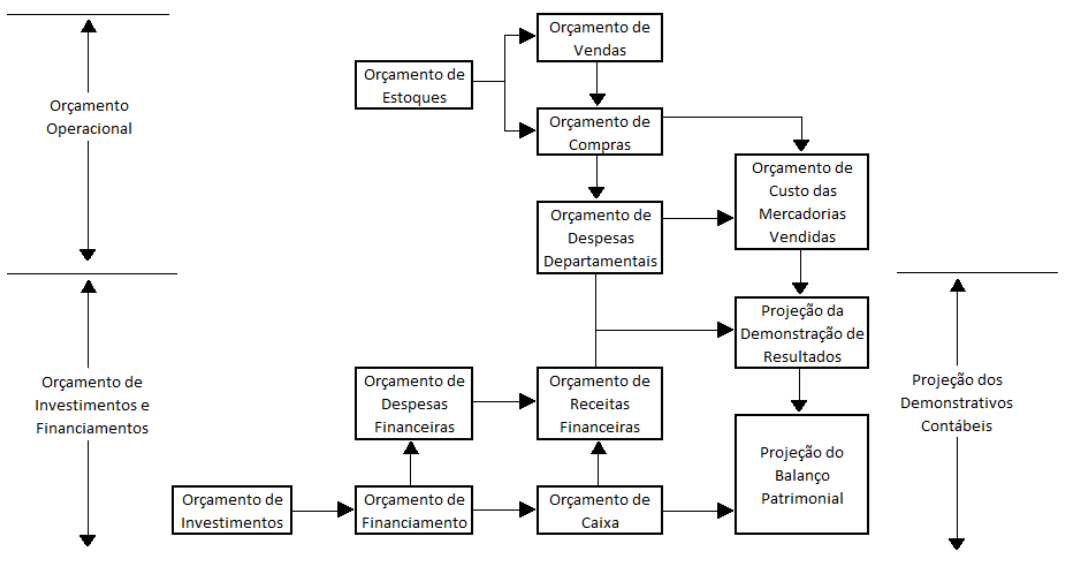 Orçamento de
Vendas
Orçamento de
Estoques
Orçamento
Operacional
Orçamento de
Compras
Orçamento de
Custo das
Mercadorias
Vendidas
Orçamento de
Despesas
Departamentais
Projeção da
Demonstração de
Resultados
Orçamento de
Investimentos e
Financiamentos
Orçamento de
Despesas
Financeiras
Orçamento de
Receitas
Financeiras
Projeção dos
Demonstrativos
Contábeis
Projeção do
Balanço
Patrimonial
Orçamento de
Investimentos
Orçamento de
Financiamento
Orçamento de
Caixa